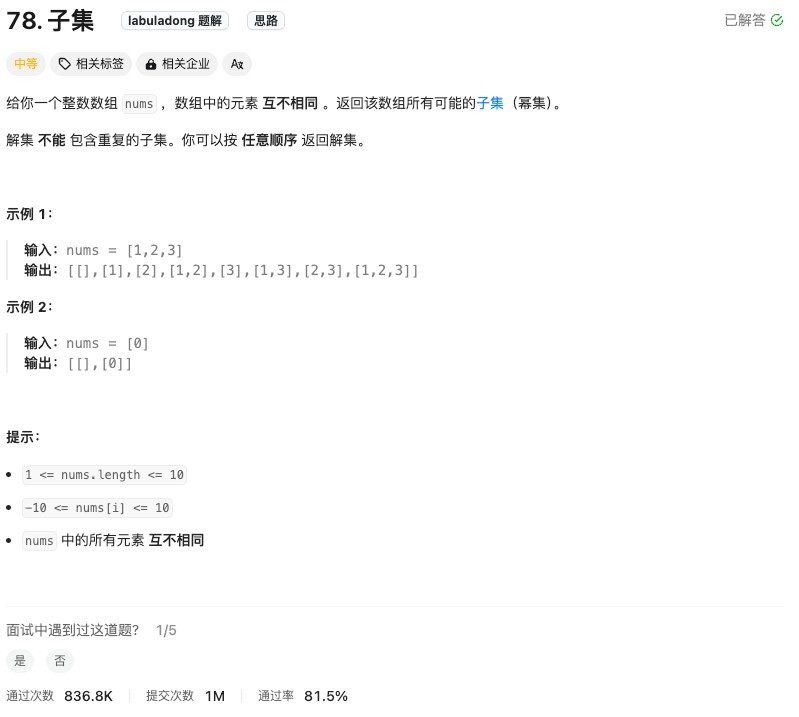 78. 子集 labuladong 题解 思路 已解答
中等 相关标签 相关企业 Aa
给你一个整数数组 nums ，数组中的元素 互不相同 。返回该数组所有可能的子集（幂集）。
解集 不能 包含重复的子集。你可以按 任意顺序 返回解集。
示例 1：
输入：nums = [1,2,3]
输出：[[],[1],[2],[1,2],[3],[1,3],[2,3],[1,2,3]]
示例 2：
输入：nums = [0]
输出：[[],[0]]
提示：
1 <= nums.length <= 10
-10 <= nums[i] <= 10
nums 中的所有元素 互不相同
面试中遇到过这道题? 1/5
是 否
通过次数 836.8K 提交次数 1M 通过率 81.5%